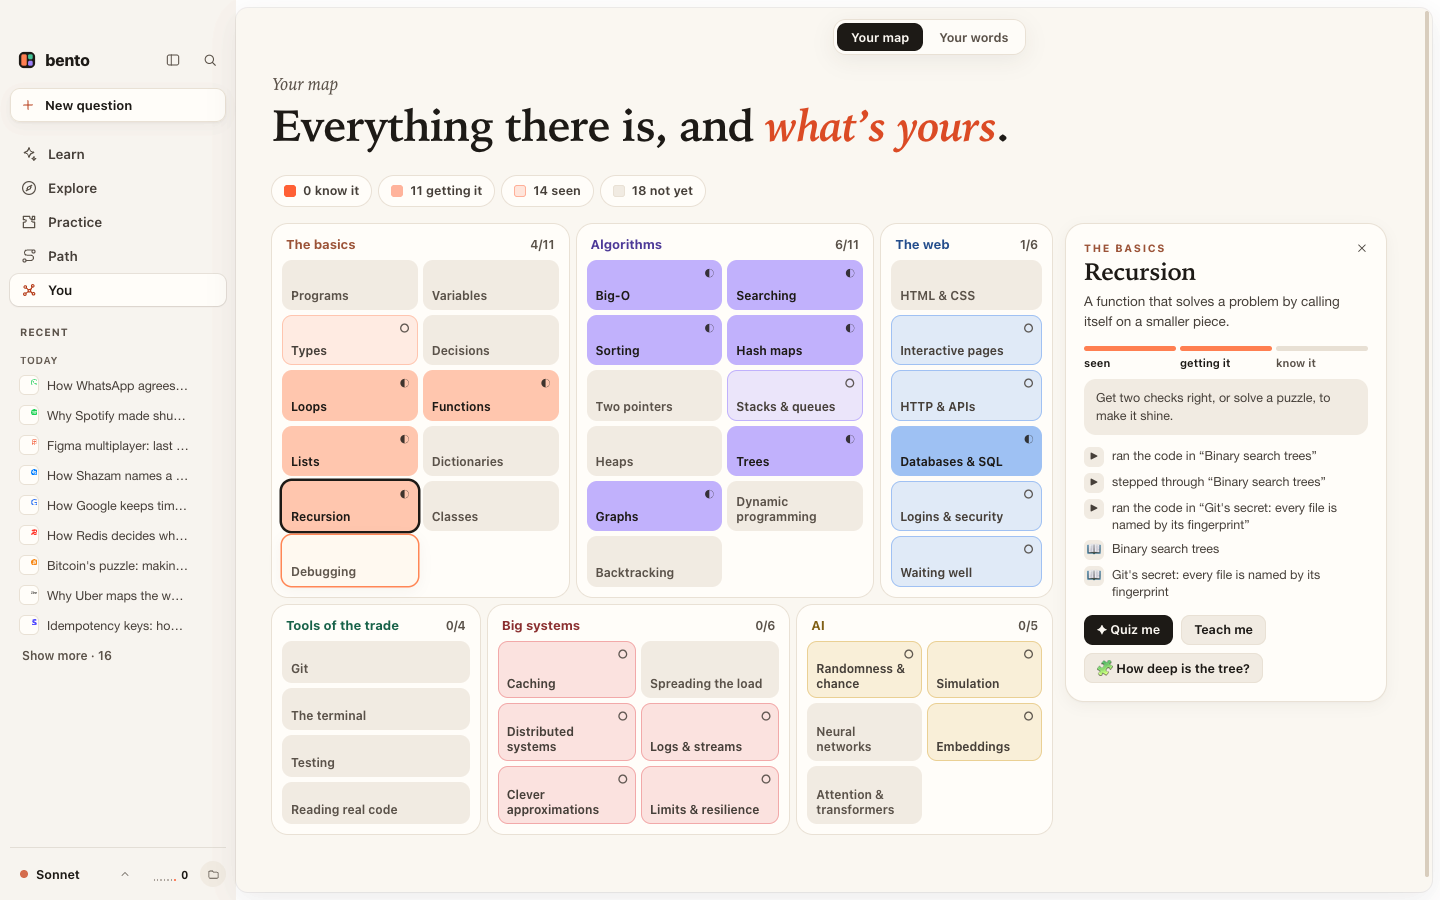 bento
New question
Learn
Explore
Practice
Path
You
RECENT
TODAY
How WhatsApp agrees...
Why Spotify made shu...
Figma multiplayer: last ...
How Shazam names a ...
How Google keeps tim...
How Redis decides wh...
Bitcoin's puzzle: makin...
Why Uber maps the w...
Idempotency keys: ho...
Show more · 16
Sonnet
0
Your map
Your words
Your map
Everything there is, and what's yours.
0 know it
11 getting it
14 seen
18 not yet
The basics 4/11
Programs
Variables
Types
Decisions
Loops
Functions
Lists
Dictionaries
Recursion
Classes
Debugging
Algorithms 6/11
Big-O
Searching
Sorting
Hash maps
Two pointers
Stacks & queues
Heaps
Trees
Graphs
Dynamic
programming
Backtracking
The web 1/6
HTML & CSS
Interactive pages
HTTP & APIs
Databases & SQL
Logins & security
Waiting well
Tools of the trade 0/4
Git
The terminal
Testing
Reading real code
Big systems 0/6
Caching
Spreading the load
Distributed
systems
Logs & streams
Clever
approximations
Limits & resilience
AI 0/5
Randomness &
chance
Simulation
Neural
networks
Embeddings
Attention &
transformers
THE BASICS
Recursion
A function that solves a problem by calling
itself on a smaller piece.
seen
getting it
know it
Get two checks right, or solve a puzzle, to
make it shine.
ran the code in “Binary search trees”
stepped through “Binary search trees”
ran the code in “Git's secret: every file is
named by its fingerprint”
Binary search trees
Git's secret: every file is named by its
fingerprint
Quiz me
Teach me
How deep is the tree?